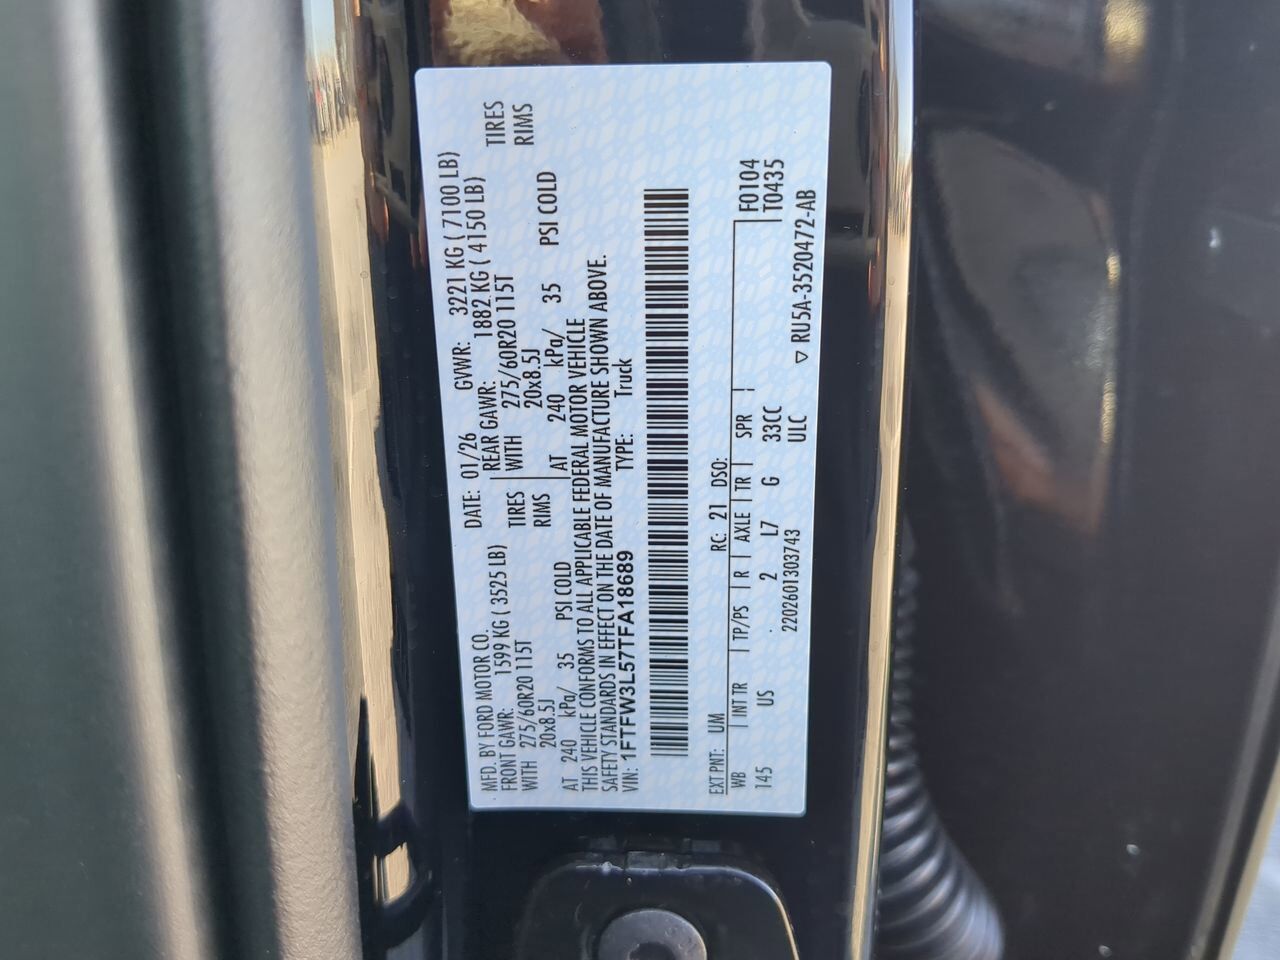 MFD. BY FORD MOTOR CO.
DATE: 01/26 GVWR: 3221 KG ( 7100 LB)
FRONT GAWR: 1599 KG ( 3525 LB)
REAR GAWR: 1882 KG ( 4150 LB)
WITH 275/60R20 115T TIRES
WITH 275/60R20 115T TIRES
20x8.5J RIMS
20x8.5J RIMS
AT 240 kPa/ 35 PSI COLD
AT 240 kPa/ 35 PSI COLD
THIS VEHICLE CONFORMS TO ALL APPLICABLE FEDERAL MOTOR VEHICLE
SAFETY STANDARDS IN EFFECT ON THE DATE OF MANUFACTURE SHOWN ABOVE.
VIN: 1FTFW3L57TFA18689 TYPE: Truck
EXT PNT: UM RC: 21 DSO:
WB | INT TR | TP/PS | R | AXLE | TR | SPR | F0104
145 US . 2 L7 G 33CC T0435
2202601303743 ULC ▽ RU5A-3520472-AB